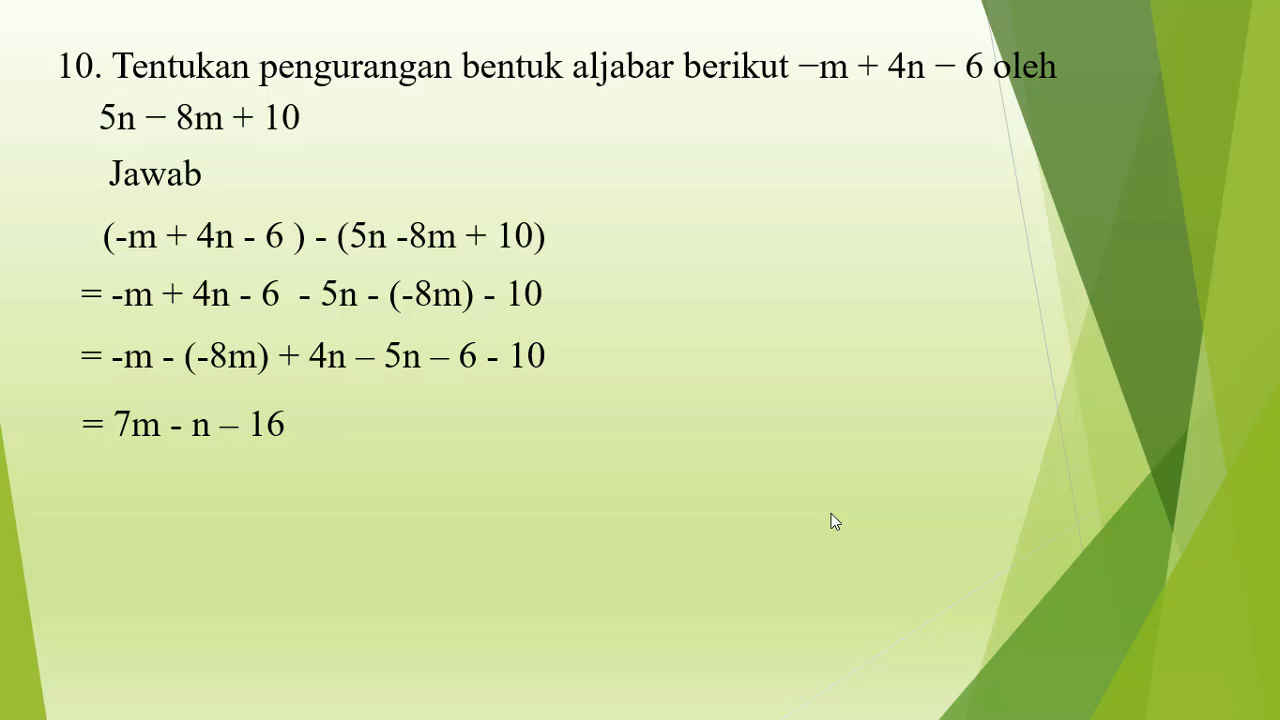 10. Tentukan pengurangan bentuk aljabar berikut −m + 4n − 6 oleh
5n − 8m + 10
Jawab
(-m + 4n - 6 ) - (5n -8m + 10)
= -m + 4n - 6  - 5n - (-8m) - 10
= -m - (-8m) + 4n – 5n – 6 - 10
= 7m - n – 16